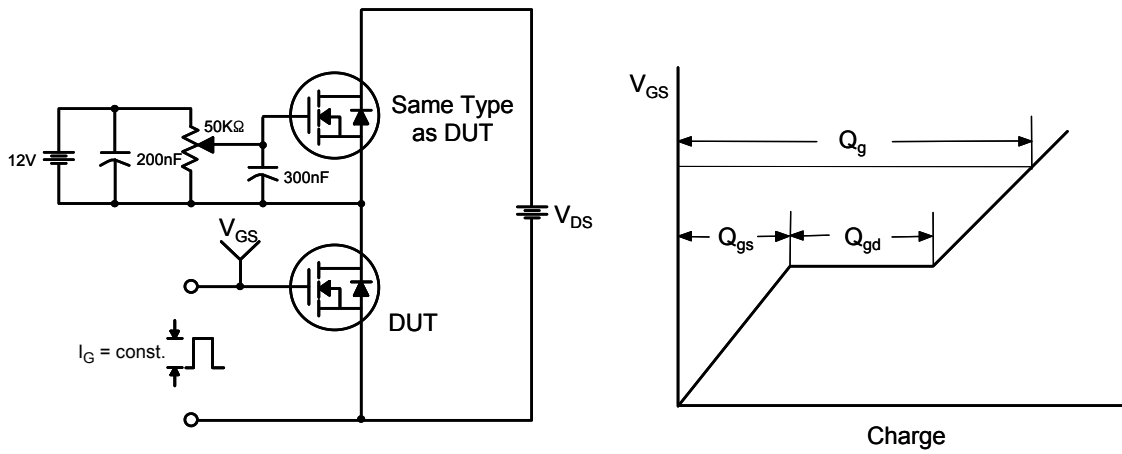 12V
200nF
50KΩ
300nF
Same Type
as DUT
V_DS
V_GS
DUT
I_G = const.
V_GS
Q_g
Q_gs
Q_gd
Charge